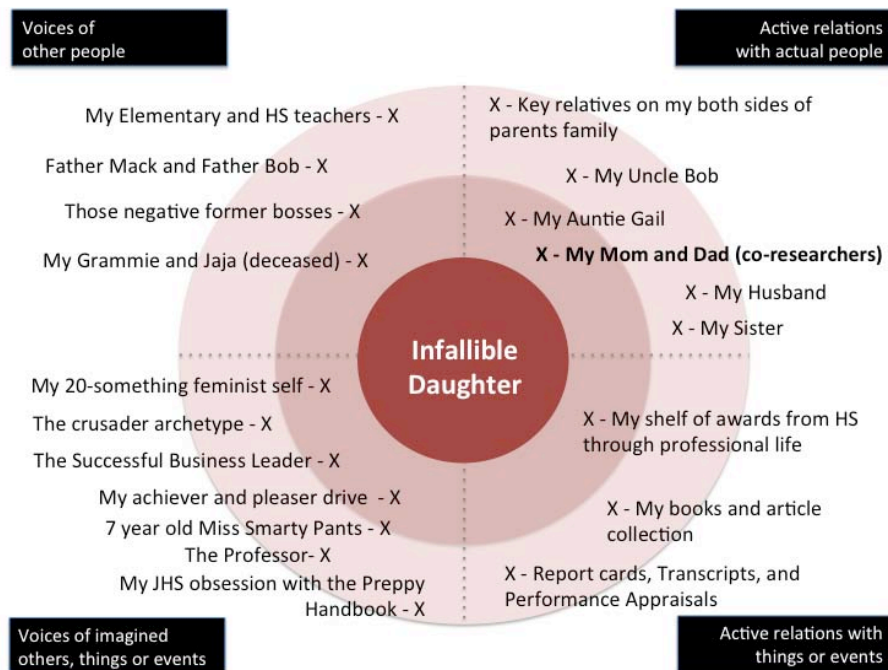 Voices of
other people
Active relations
with actual people
My Elementary and HS teachers - X
Father Mack and Father Bob - X
Those negative former bosses - X
My Grammie and Jaja (deceased) - X
X - Key relatives on my both sides of
parents family
X - My Uncle Bob
X - My Auntie Gail
X - My Mom and Dad (co-researchers)
X - My Husband
X - My Sister
Infallible
Daughter
My 20-something feminist self - X
The crusader archetype - X
The Successful Business Leader - X
My achiever and pleaser drive - X
7 year old Miss Smarty Pants - X
The Professor- X
My JHS obsession with the Preppy
Handbook - X
X - My shelf of awards from HS
through professional life
X - My books and article
collection
X - Report cards, Transcripts, and
Performance Appraisals
Voices of imagined
others, things or events
Active relations with
things or events